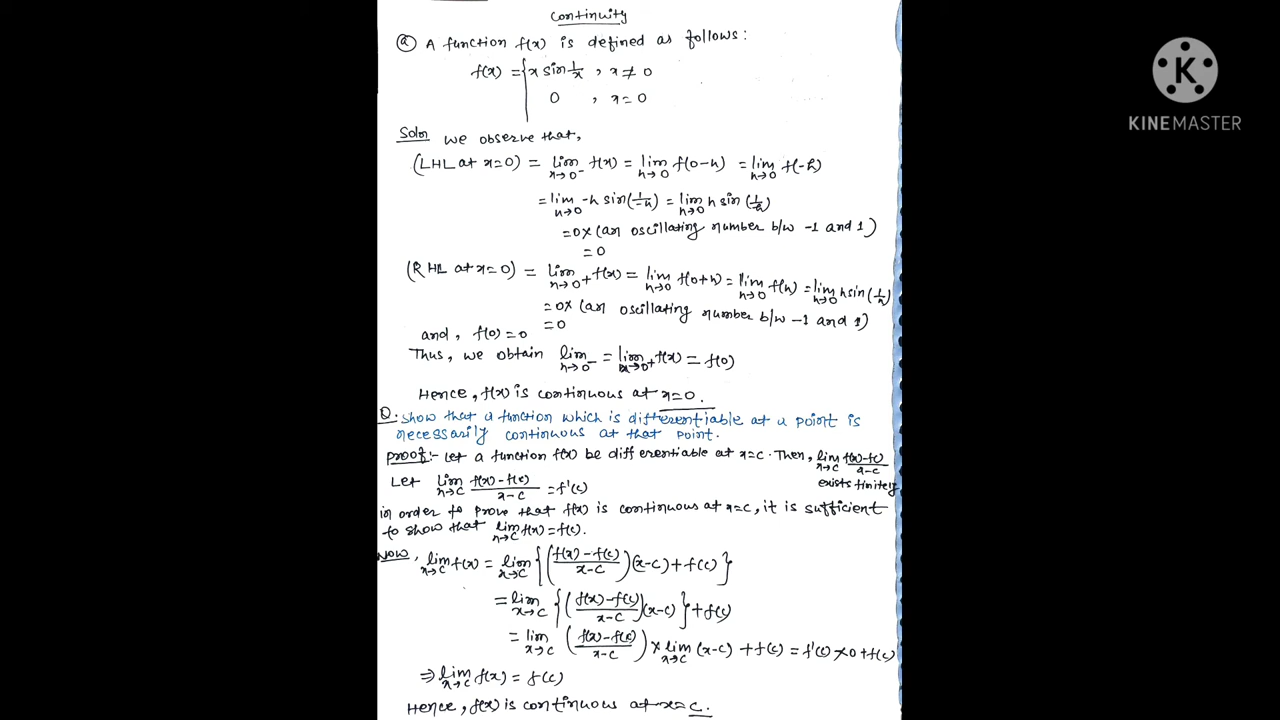 Continuity
Q A function f(x) is defined as follows:
f(x) = { x sin 1/x , x ≠ 0
0 , x = 0
Soln we observe that,
(LHL at x=0) = lim x→0⁻ f(x) = lim h→0 f(0-h) = lim h→0 f(-h)
= lim h→0 -h sin(1/-h) = lim h→0 h sin(1/h)
= 0× (an oscillating number b/w -1 and 1)
= 0
(RHL at x=0) = lim x→0+ f(x) = lim h→0 f(0+h) = lim h→0 f(h) = lim h→0 h sin(1/h)
= 0× (an oscillating number b/w -1 and 1)
= 0
and, f(0) = 0
Thus, we obtain lim x→0⁻ = lim x→0+ f(x) = f(0)
Hence, f(x) is continuous at x=0.
Q. Show that a function which is differentiable at a point is
necessarily continuous at that point.
Proof:- Let a function f(x) be differentiable at x=c. Then, lim x→c f(x)-f(c)/x-c
exists finitely
Let lim x→c f(x)-f(c)/x-c = f'(c)
in order to prove that f(x) is continuous at x=c, it is sufficient
to show that lim x→c f(x) = f(c).
Now, lim x→c f(x) = lim x→c { (f(x)-f(c)/x-c) (x-c) + f(c) }
= lim x→c { (f(x)-f(c)/x-c) (x-c) } + f(c)
= lim x→c (f(x)-f(c)/x-c) × lim x→c (x-c) + f(c) = f'(c) × 0 + f(c)
⇒ lim x→c f(x) = f(c)
Hence, f(x) is continuous at x=c.
K
KINEMASTER